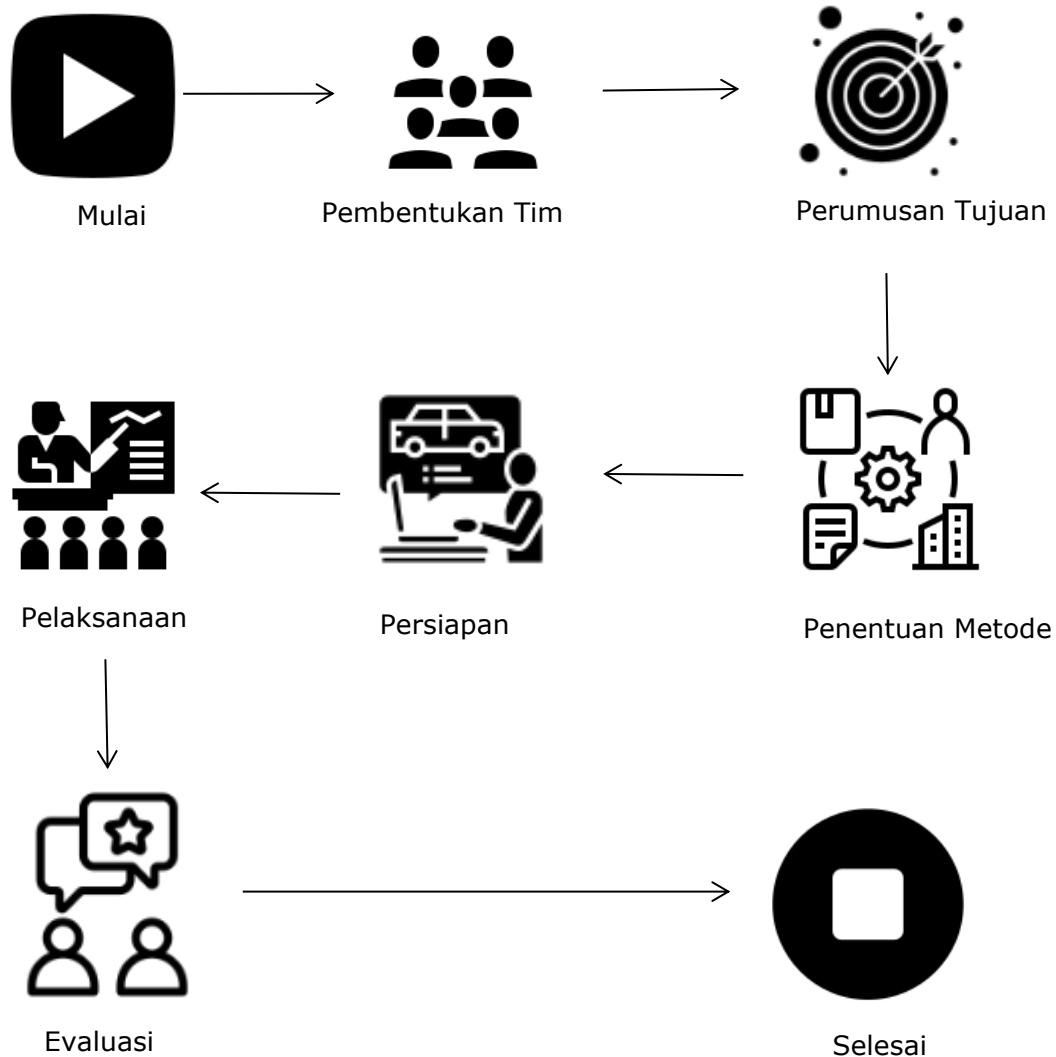 Mulai
Pembentukan Tim
Perumusan Tujuan
Penentuan Metode
Persiapan
Pelaksanaan
Evaluasi
Selesai